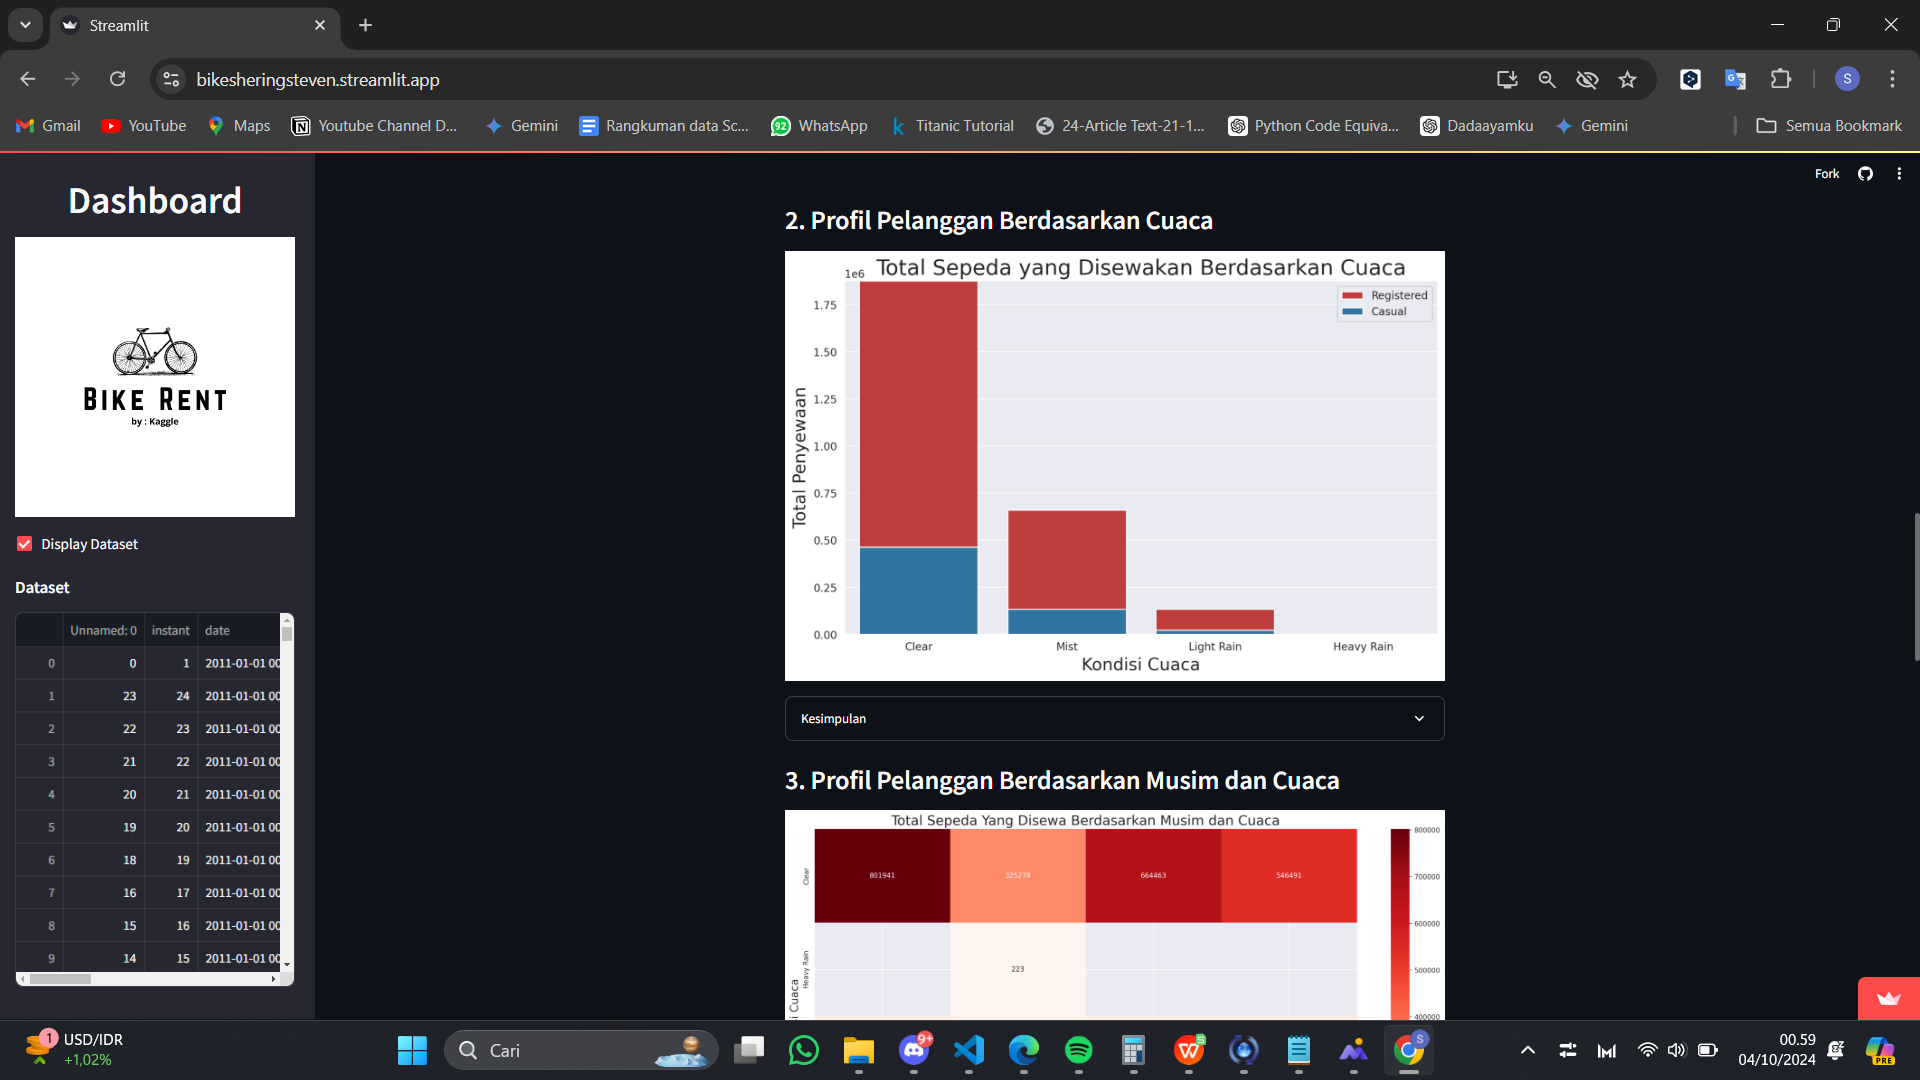 Streamlit
bikesheringsteven.streamlit.app
S
Gmail
YouTube
Maps
Youtube Channel D...
Gemini
Rangkuman data Sc...
92
WhatsApp
Titanic Tutorial
24-Article Text-21-1...
Python Code Equiva...
Dadaayamku
Gemini
Semua Bookmark
Dashboard
BIKE RENT
by : Kaggle
Display Dataset
Dataset
Unnamed: 0 instant date
0 0 1 2011-01-01 00
1 23 24 2011-01-01 00
2 22 23 2011-01-01 00
3 21 22 2011-01-01 00
4 20 21 2011-01-01 00
5 19 20 2011-01-01 00
6 18 19 2011-01-01 00
7 16 17 2011-01-01 00
8 15 16 2011-01-01 00
9 14 15 2011-01-01 00
Fork
2. Profil Pelanggan Berdasarkan Cuaca
1e6
Total Sepeda yang Disewakan Berdasarkan Cuaca
Registered
Casual
Total Penyewaan
1.75
1.50
1.25
1.00
0.75
0.50
0.25
0.00
Clear Mist Light Rain Heavy Rain
Kondisi Cuaca
Kesimpulan
3. Profil Pelanggan Berdasarkan Musim dan Cuaca
Total Sepeda Yang Disewa Berdasarkan Musim dan Cuaca
Clear
801941 325278 664463 546491
Heavy Rain
223
i Cuaca
800000
700000
600000
500000
400000
1
USD/IDR
+1,02%
Cari
9+
S
S
PRE
00.59
04/10/2024